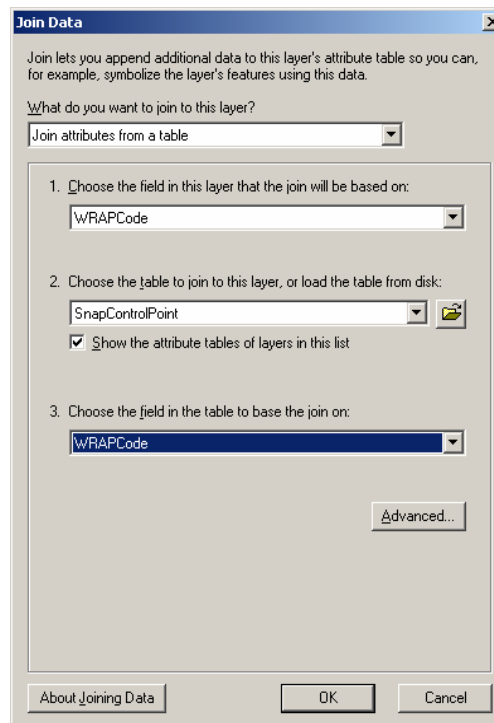 Join Data
Join lets you append additional data to this layer's attribute table so you can,
for example, symbolize the layer's features using this data.
What do you want to join to this layer?
Join attributes from a table
1. Choose the field in this layer that the join will be based on:
WRAPCode
2. Choose the table to join to this layer, or load the table from disk:
SnapControlPoint
Show the attribute tables of layers in this list
3. Choose the field in the table to base the join on:
WRAPCode
Advanced...
About Joining Data OK Cancel